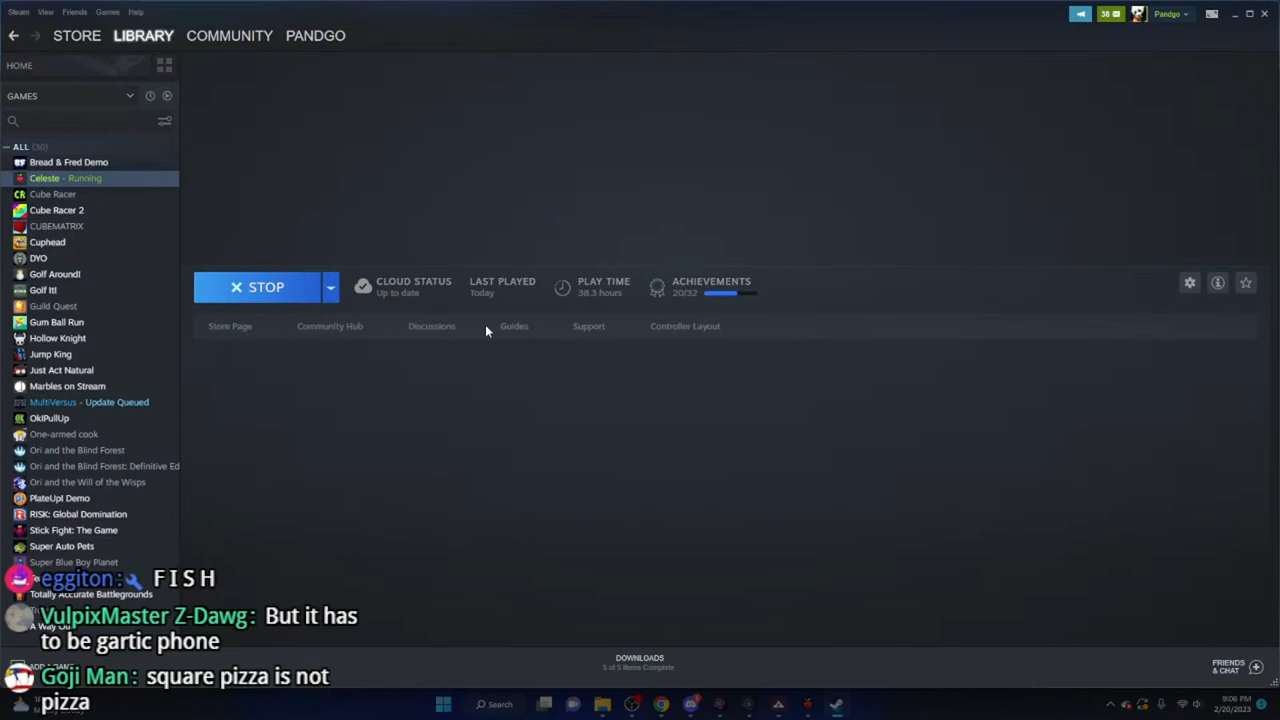 Steam View Friends Games Help
38
Pandgo
STORE LIBRARY COMMUNITY PANDGO
HOME
GAMES
ALL (30)
Bread & Fred Demo
Celeste - Running
Cube Racer
Cube Racer 2
CUBEMATRIX
Cuphead
DYO
Golf Around!
Golf It!
Guild Quest
Gum Ball Run
Hollow Knight
Jump King
Just Act Natural
Marbles on Stream
MultiVersus - Update Queued
OkIPullUp
One-armed cook
Ori and the Blind Forest
Ori and the Blind Forest: Definitive Ed
Ori and the Will of the Wisps
PlateUp! Demo
RISK: Global Domination
Stick Fight: The Game
Super Auto Pets
Super Blue Boy Planet
Totally Accurate Battlegrounds
A Way Out
STOP
CLOUD STATUS
Up to date
LAST PLAYED
Today
PLAY TIME
38.3 hours
ACHIEVEMENTS
20/32
Store Page Community Hub Discussions Guides Support Controller Layout
eggiton: F I S H
VulpixMaster Z-Dawg: But it has
to be gartic phone
Goji Man: square pizza is not
pizza
DOWNLOADS
5 of 5 Items Complete
FRIENDS
& CHAT
Search
9:06 PM
2/20/2023